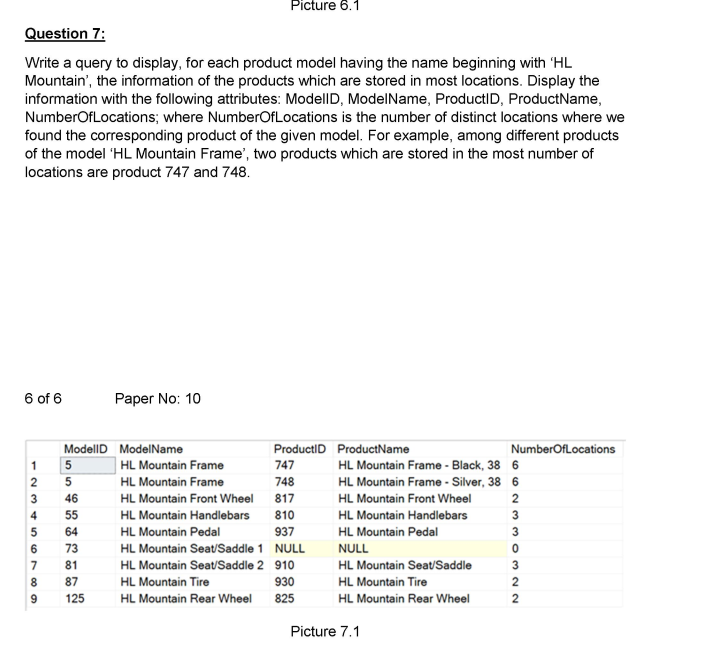 Picture 6.1
Question 7:
Write a query to display, for each product model having the name beginning with ‘HL
Mountain’, the information of the products which are stored in most locations. Display the
information with the following attributes: ModelID, ModelName, ProductID, ProductName,
NumberOfLocations; where NumberOfLocations is the number of distinct locations where we
found the corresponding product of the given model. For example, among different products
of the model ‘HL Mountain Frame’, two products which are stored in the most number of
locations are product 747 and 748.
6 of 6 Paper No: 10
ModelID ModelName ProductID ProductName NumberOfLocations
1 5 HL Mountain Frame 747 HL Mountain Frame - Black, 38 6
2 5 HL Mountain Frame 748 HL Mountain Frame - Silver, 38 6
3 46 HL Mountain Front Wheel 817 HL Mountain Front Wheel 2
4 55 HL Mountain Handlebars 810 HL Mountain Handlebars 3
5 64 HL Mountain Pedal 937 HL Mountain Pedal 3
6 73 HL Mountain Seat/Saddle 1 NULL NULL 0
7 81 HL Mountain Seat/Saddle 2 910 HL Mountain Seat/Saddle 3
8 87 HL Mountain Tire 930 HL Mountain Tire 2
9 125 HL Mountain Rear Wheel 825 HL Mountain Rear Wheel 2
Picture 7.1